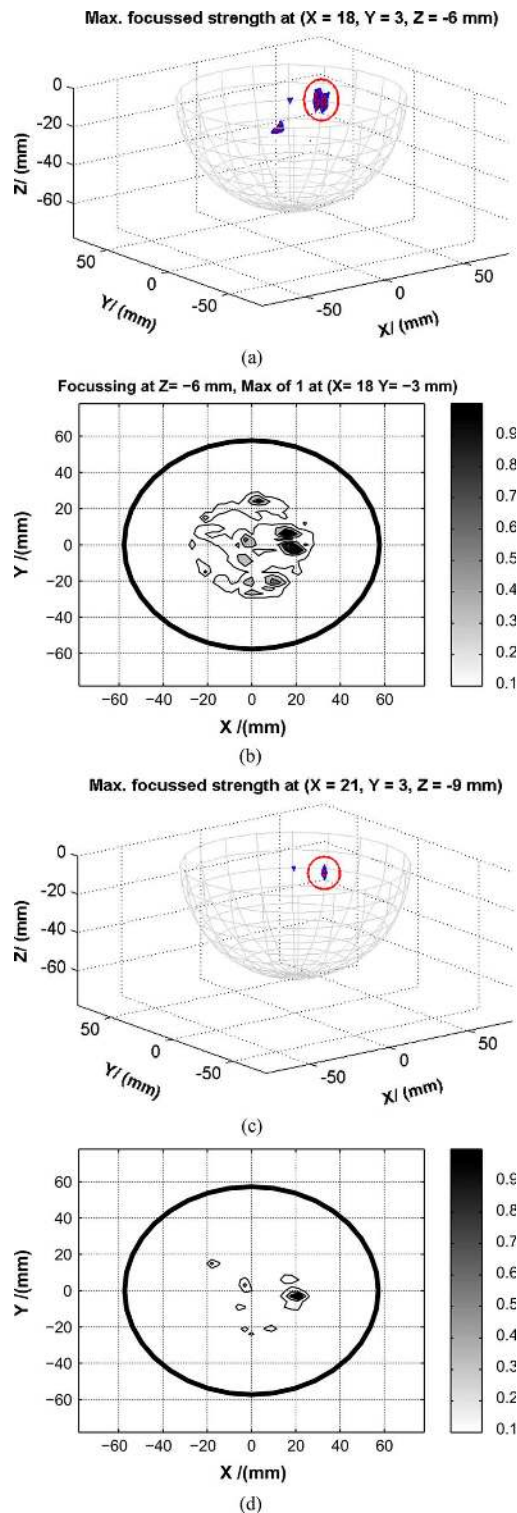 Max. focussed strength at (X = 18, Y = 3, Z = -6 mm)
0
-20
-40
-60
Z/ (mm)
50
0
-50
Y/ (mm)
-50
0
50
X/ (mm)
(a)
Focussing at Z= −6 mm, Max of 1 at (X= 18 Y= −3 mm)
60
40
20
0
−20
−40
−60
Y /(mm)
−60 −40 −20 0 20 40 60
X /(mm)
0.9
0.8
0.7
0.6
0.5
0.4
0.3
0.2
0.1
(b)
Max. focussed strength at (X = 21, Y = 3, Z = -9 mm)
0
-20
-40
-60
Z/ (mm)
50
0
-50
Y/ (mm)
-50
0
50
X/ (mm)
(c)
60
40
20
0
−20
−40
−60
Y /(mm)
−60 −40 −20 0 20 40 60
X /(mm)
0.9
0.8
0.7
0.6
0.5
0.4
0.3
0.2
0.1
(d)